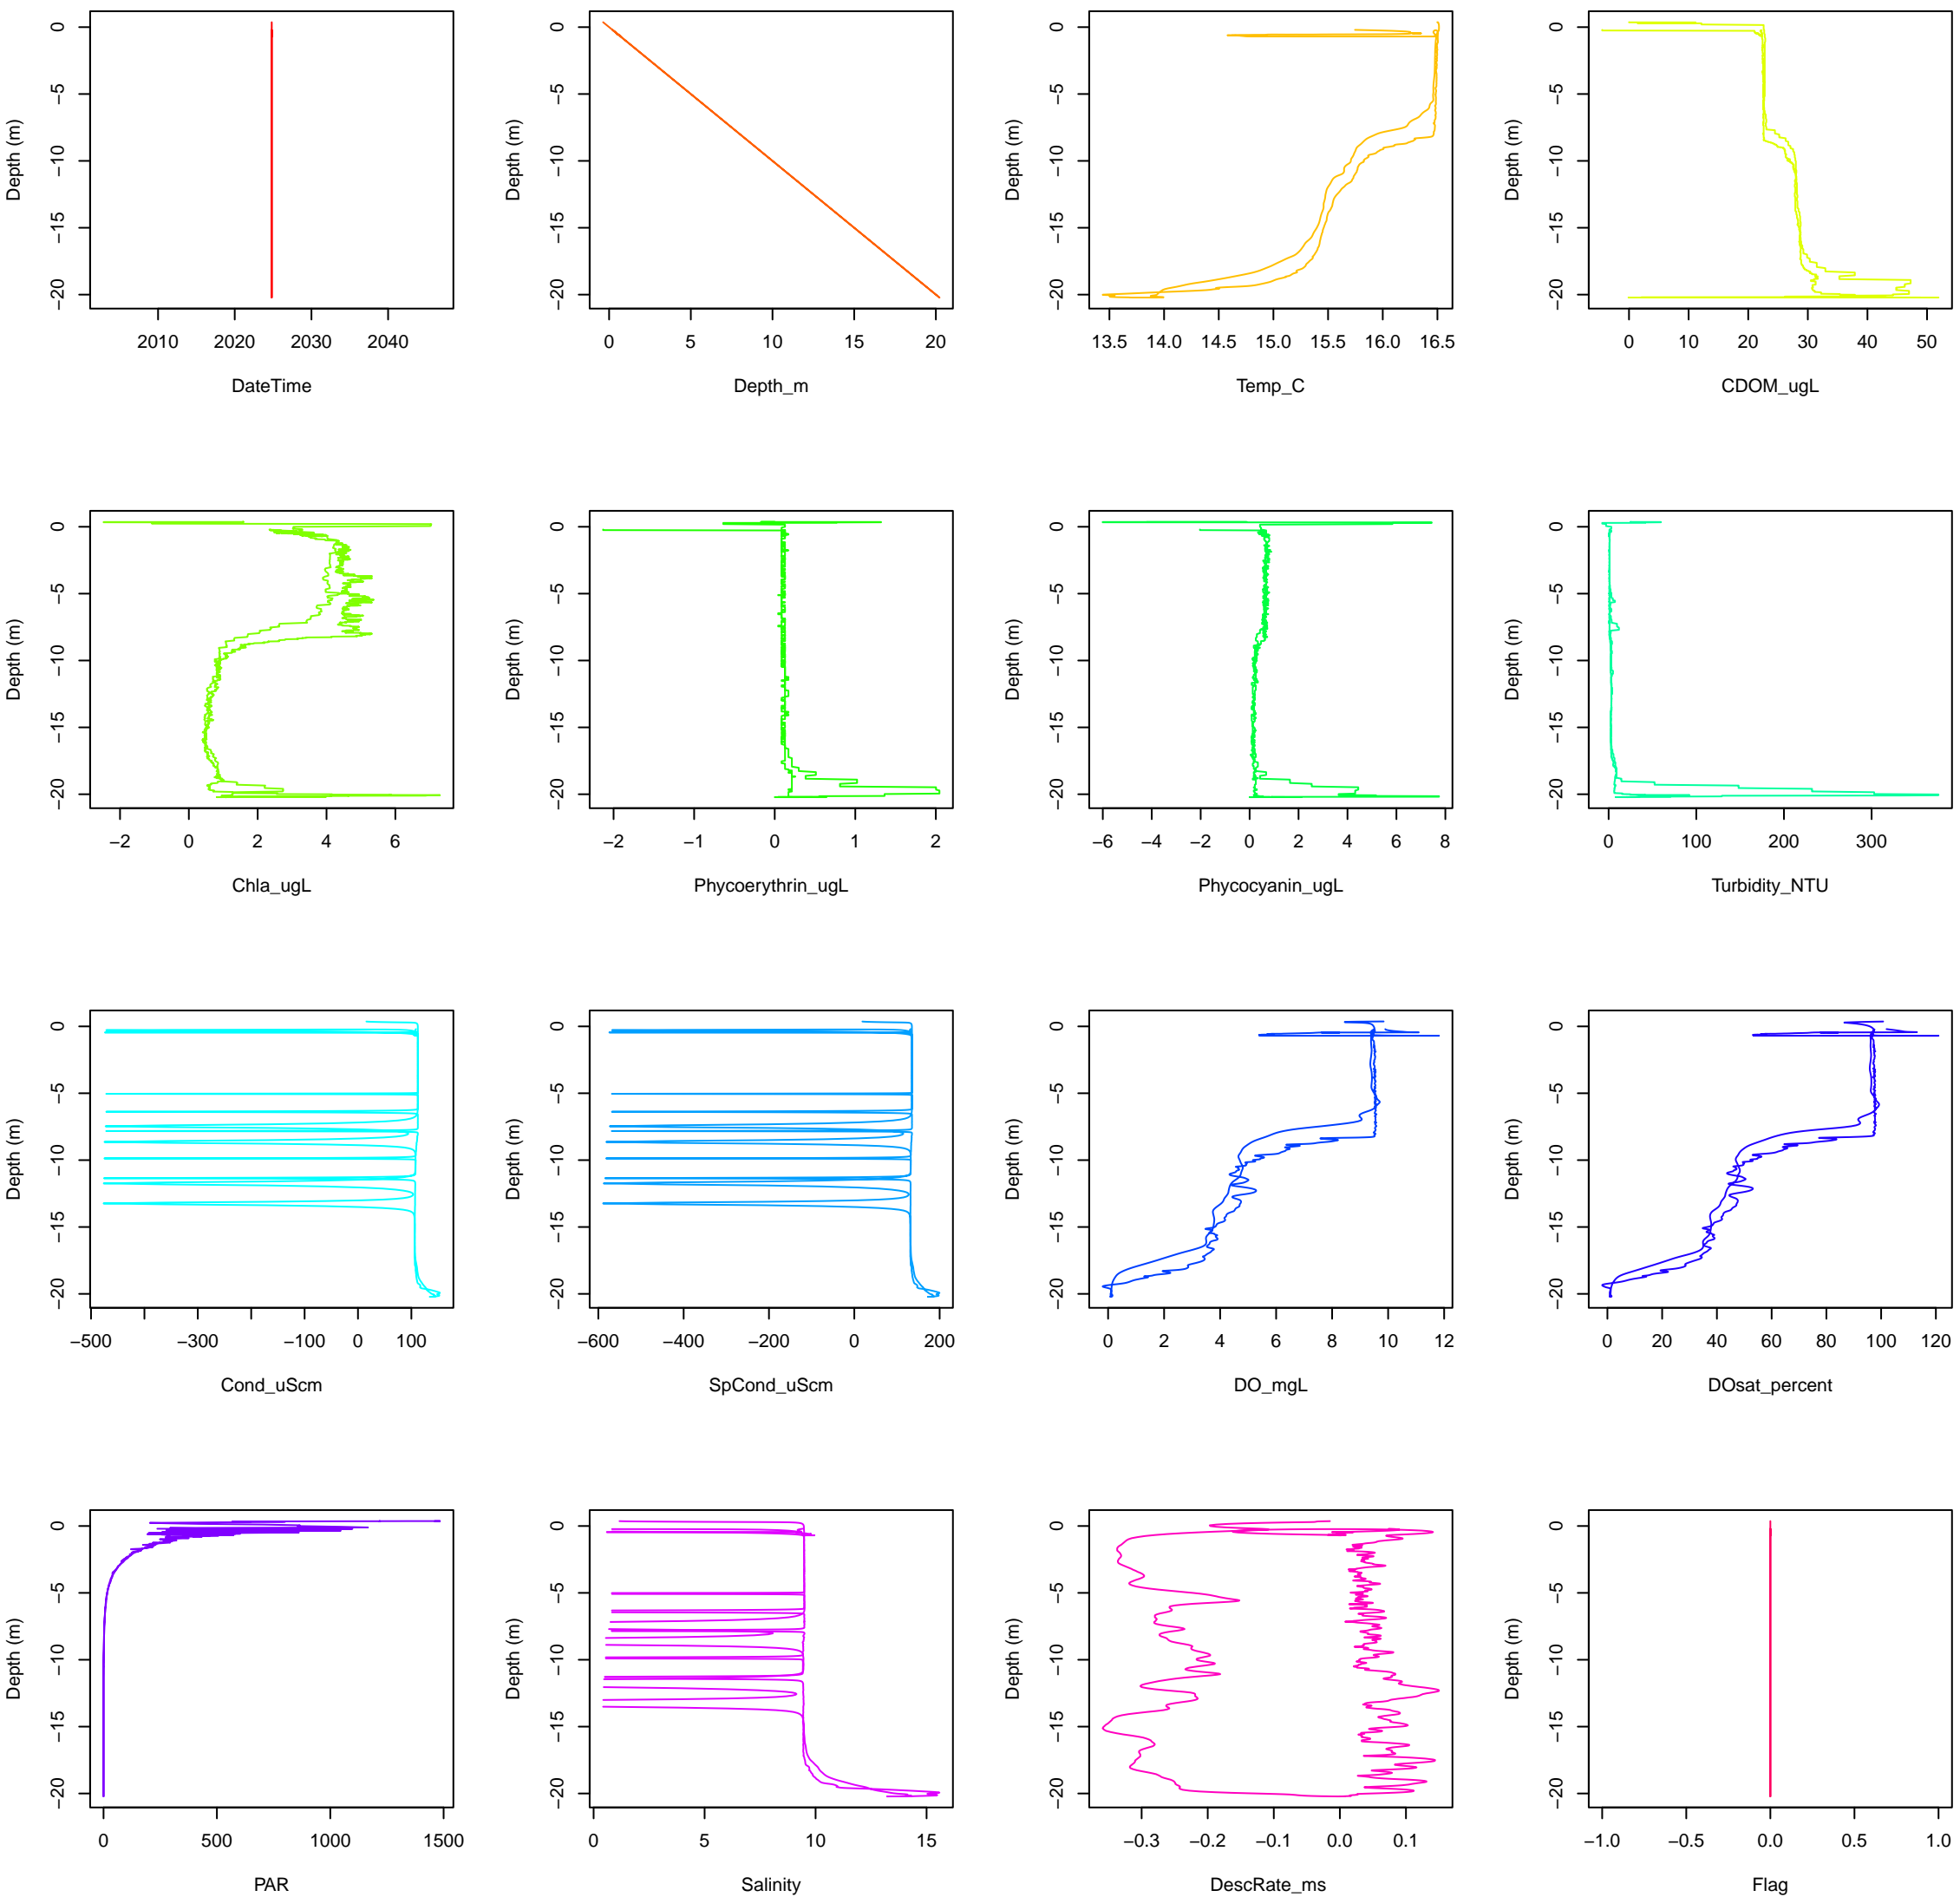 0
−5
−10
−15
−20
Depth (m)
2010 2020 2030 2040
DateTime
0
−5
−10
−15
−20
Depth (m)
0 5 10 15 20
Depth_m
0
−5
−10
−15
−20
Depth (m)
13.5 14.0 14.5 15.0 15.5 16.0 16.5
Temp_C
0
−5
−10
−15
−20
Depth (m)
0 10 20 30 40 50
CDOM_ugL
0
−5
−10
−15
−20
Depth (m)
−2 0 2 4 6
Chla_ugL
0
−5
−10
−15
−20
Depth (m)
−2 −1 0 1 2
Phycoerythrin_ugL
0
−5
−10
−15
−20
Depth (m)
−6 −4 −2 0 2 4 6 8
Phycocyanin_ugL
0
−5
−10
−15
−20
Depth (m)
0 100 200 300
Turbidity_NTU
0
−5
−10
−15
−20
Depth (m)
−500 −300 −100 0 100
Cond_uScm
0
−5
−10
−15
−20
Depth (m)
−600 −400 −200 0 200
SpCond_uScm
0
−5
−10
−15
−20
Depth (m)
0 2 4 6 8 10 12
DO_mgL
0
−5
−10
−15
−20
Depth (m)
0 20 40 60 80 100 120
DOsat_percent
0
−5
−10
−15
−20
Depth (m)
0 500 1000 1500
PAR
0
−5
−10
−15
−20
Depth (m)
0 5 10 15
Salinity
0
−5
−10
−15
−20
Depth (m)
−0.3 −0.2 −0.1 0.0 0.1
DescRate_ms
0
−5
−10
−15
−20
Depth (m)
−1.0 −0.5 0.0 0.5 1.0
Flag